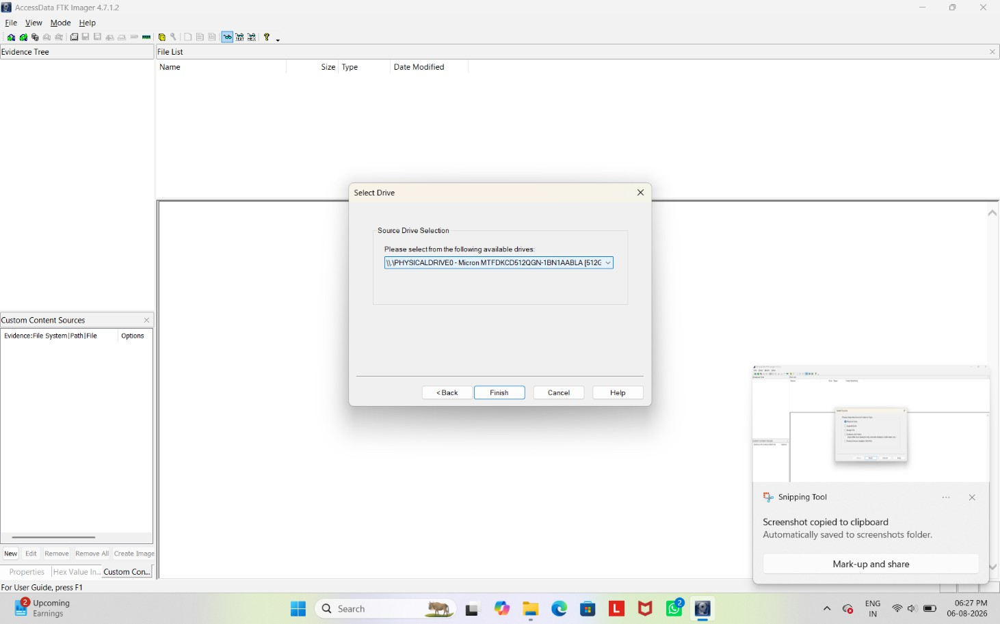 AccessData FTK Imager 4.7.1.2
File View Mode Help
Evidence Tree
File List
Name Size Type Date Modified
Select Drive
Source Drive Selection
Please select from the following available drives:
\\.\PHYSICALDRIVE0 - Micron MTFDKCD512QGN-1BN1AABLA [512G
< Back Finish Cancel Help
Custom Content Sources
Evidence:File System|Path|File Options
New Edit Remove Remove All Create Image
Properties Hex Value In... Custom Con...
For User Guide, press F1
Snipping Tool
Screenshot copied to clipboard
Automatically saved to screenshots folder.
Mark-up and share
2
Upcoming
Earnings
Search
L
2
ENG
IN
06:27 PM
06-08-2026